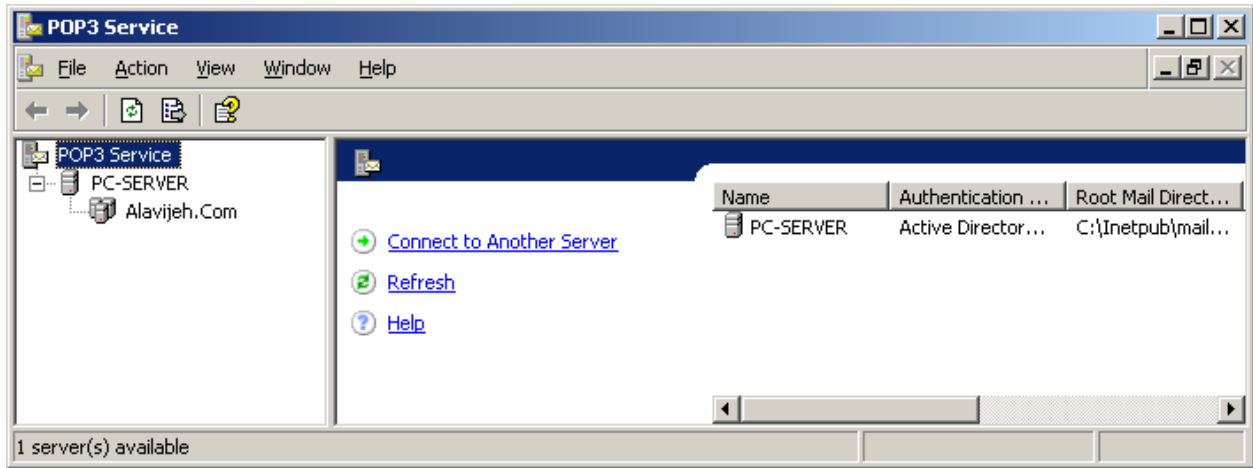 POP3 Service
File Action View Window Help
POP3 Service
PC-SERVER
Alavijeh.Com
Connect to Another Server
Refresh
Help
Name Authentication ... Root Mail Direct...
PC-SERVER Active Director... C:\Inetpub\mail...
1 server(s) available